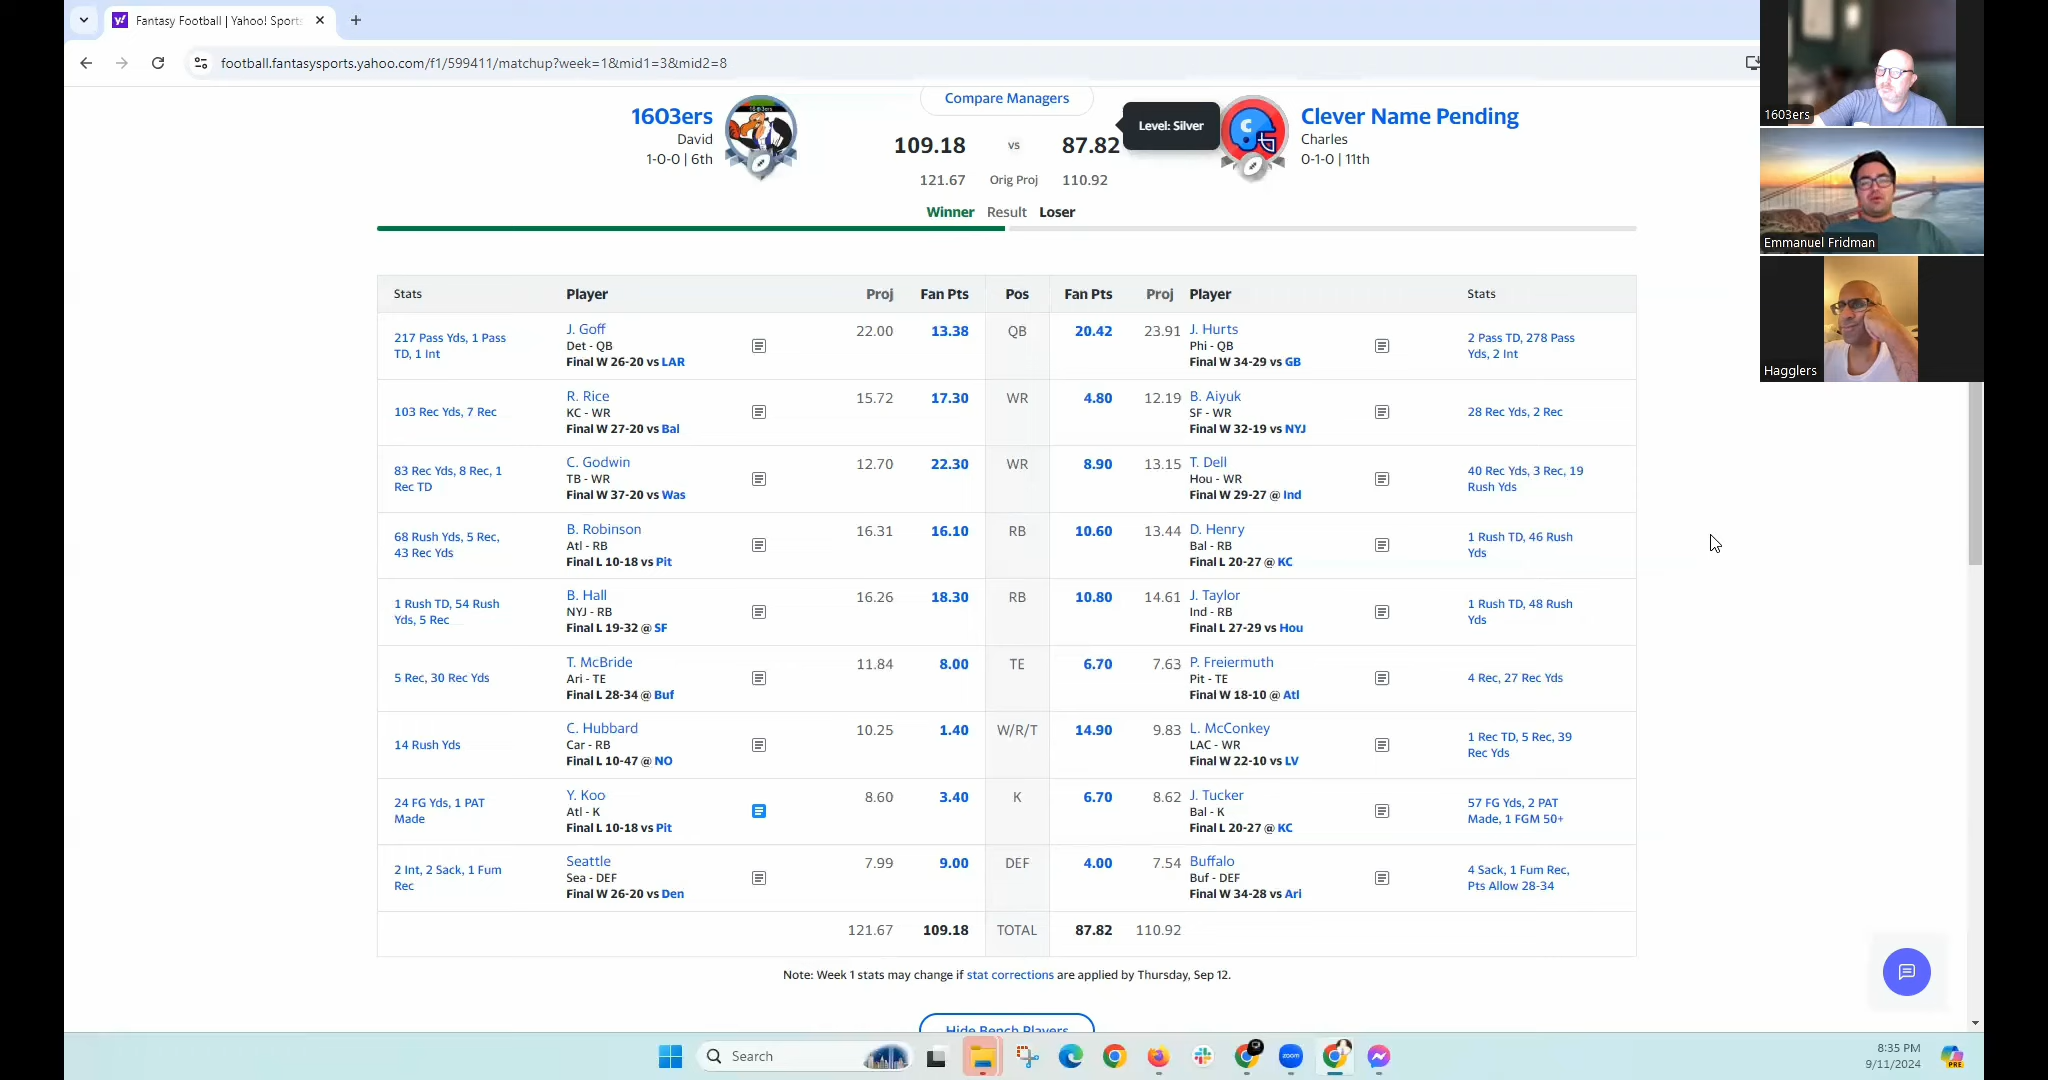 Fantasy Football | Yahoo! Sports
football.fantasysports.yahoo.com/f1/599411/matchup?week=1&mid1=3&mid2=8
Compare Managers
1603ers
David
1-0-0 | 6th
109.18 vs 87.82
121.67 Orig Proj 110.92
Winner Result Loser
Level: Silver
Clever Name Pending
Charles
0-1-0 | 11th
1603ers
Emmanuel Fridman
Hagglers
Stats Player Proj Fan Pts Pos Fan Pts Proj Player Stats
217 Pass Yds, 1 Pass
TD, 1 Int
J. Goff
Det - QB
Final W 26-20 vs LAR
22.00 13.38 QB 20.42 23.91
J. Hurts
Phi - QB
Final W 34-29 vs GB
2 Pass TD, 278 Pass
Yds, 2 Int
103 Rec Yds, 7 Rec
R. Rice
KC - WR
Final W 27-20 vs Bal
15.72 17.30 WR 4.80 12.19
B. Aiyuk
SF - WR
Final W 32-19 vs NYJ
28 Rec Yds, 2 Rec
83 Rec Yds, 8 Rec, 1
Rec TD
C. Godwin
TB - WR
Final W 37-20 vs Was
12.70 22.30 WR 8.90 13.15
T. Dell
Hou - WR
Final W 29-27 @ Ind
40 Rec Yds, 3 Rec, 19
Rush Yds
68 Rush Yds, 5 Rec,
43 Rec Yds
B. Robinson
Atl - RB
Final L 10-18 vs Pit
16.31 16.10 RB 10.60 13.44
D. Henry
Bal - RB
Final L 20-27 @ KC
1 Rush TD, 46 Rush
Yds
1 Rush TD, 54 Rush
Yds, 5 Rec
B. Hall
NYJ - RB
Final L 19-32 @ SF
16.26 18.30 RB 10.80 14.61
J. Taylor
Ind - RB
Final L 27-29 vs Hou
1 Rush TD, 48 Rush
Yds
5 Rec, 30 Rec Yds
T. McBride
Ari - TE
Final L 28-34 @ Buf
11.84 8.00 TE 6.70 7.63
P. Freiermuth
Pit - TE
Final W 18-10 @ Atl
4 Rec, 27 Rec Yds
14 Rush Yds
C. Hubbard
Car - RB
Final L 10-47 @ NO
10.25 1.40 W/R/T 14.90 9.83
L. McConkey
LAC - WR
Final W 22-10 vs LV
1 Rec TD, 5 Rec, 39
Rec Yds
24 FG Yds, 1 PAT
Made
Y. Koo
Atl - K
Final L 10-18 vs Pit
8.60 3.40 K 6.70 8.62
J. Tucker
Bal - K
Final L 20-27 @ KC
57 FG Yds, 2 PAT
Made, 1 FGM 50+
2 Int, 2 Sack, 1 Fum
Rec
Seattle
Sea - DEF
Final W 26-20 vs Den
7.99 9.00 DEF 4.00 7.54
Buffalo
Buf - DEF
Final W 34-28 vs Ari
4 Sack, 1 Fum Rec,
Pts Allow 28-34
121.67 109.18 TOTAL 87.82 110.92
Note: Week 1 stats may change if stat corrections are applied by Thursday, Sep 12.
Hide Bench Players
Search
zoom
8:35 PM
9/11/2024
PRE